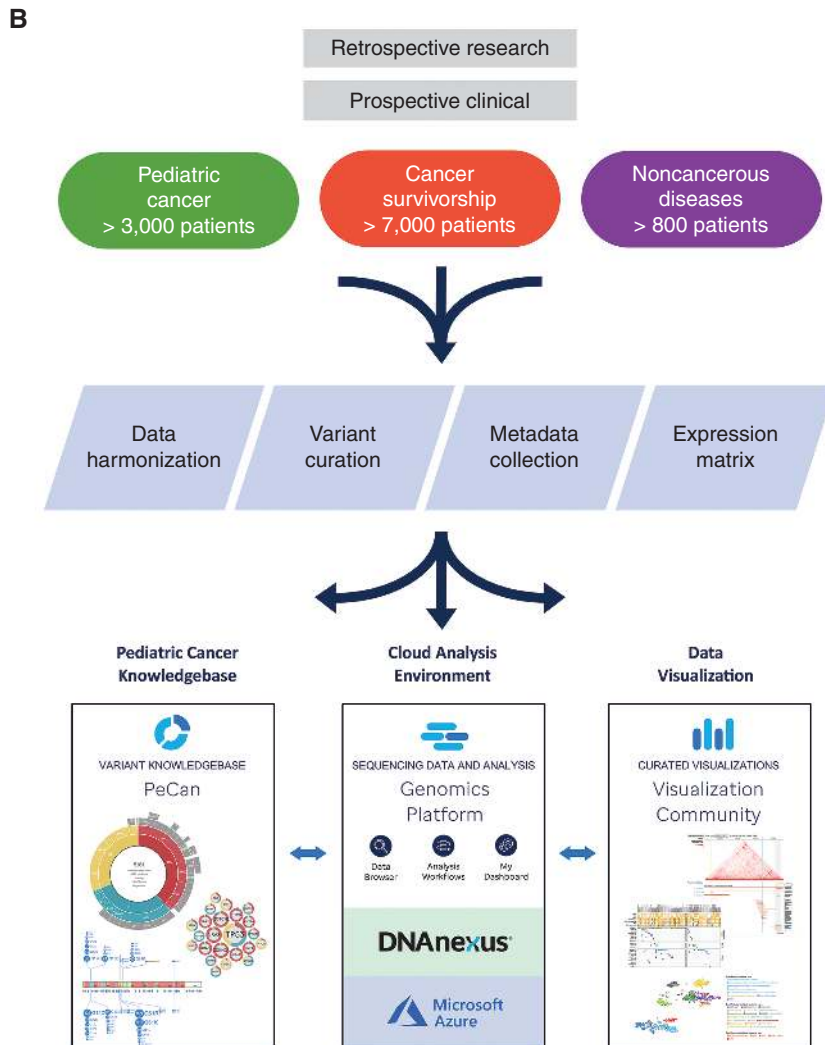 B
Retrospective research
Prospective clinical
Pediatric
cancer
> 3,000 patients
Cancer
survivorship
> 7,000 patients
Noncancerous
diseases
> 800 patients
Data
harmonization
Variant
curation
Metadata
collection
Expression
matrix
Pediatric Cancer
Knowledgebase
Cloud Analysis
Environment
Data
Visualization
VARIANT KNOWLEDGEBASE
PeCan
SEQUENCING DATA AND ANALYSIS
Genomics
Platform
Data
Browser
Analysis
Workflows
My
Dashboard
DNAnexus®
Microsoft
Azure
CURATED VISUALIZATIONS
Visualization
Community